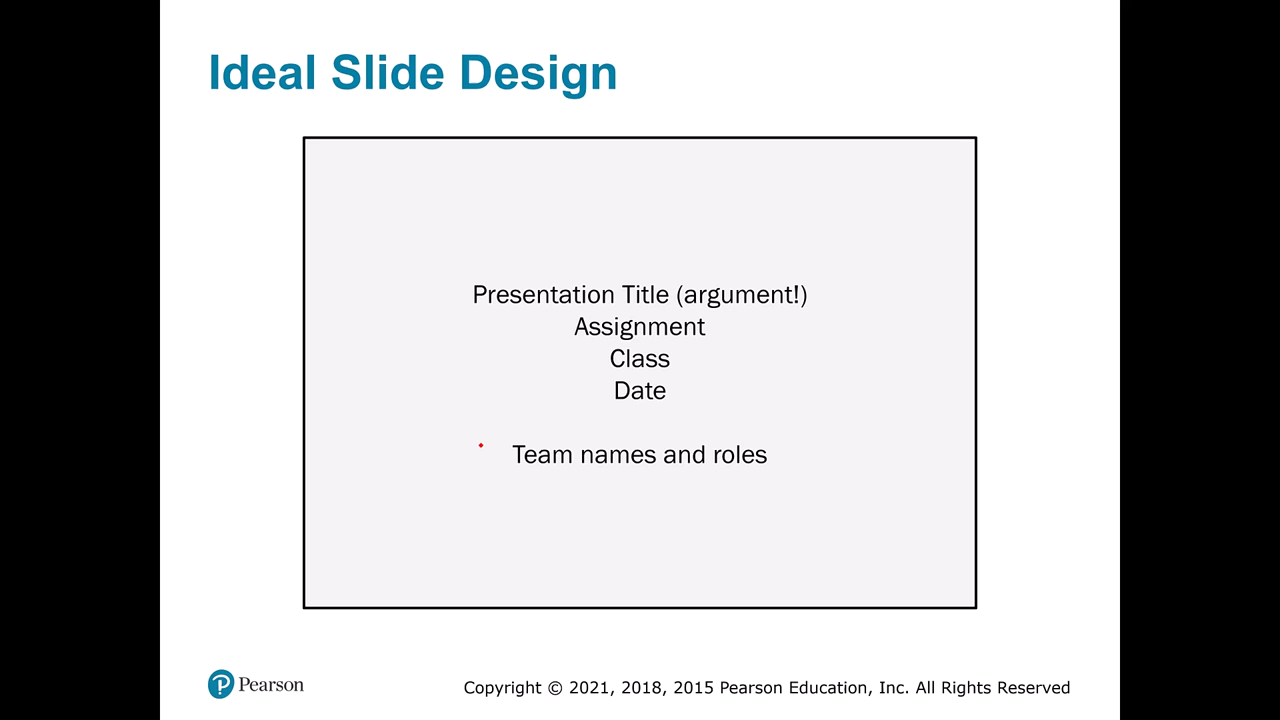 Ideal Slide Design
Presentation Title (argument!)
Assignment
Class
Date
Team names and roles
Pearson
Copyright © 2021, 2018, 2015 Pearson Education, Inc. All Rights Reserved